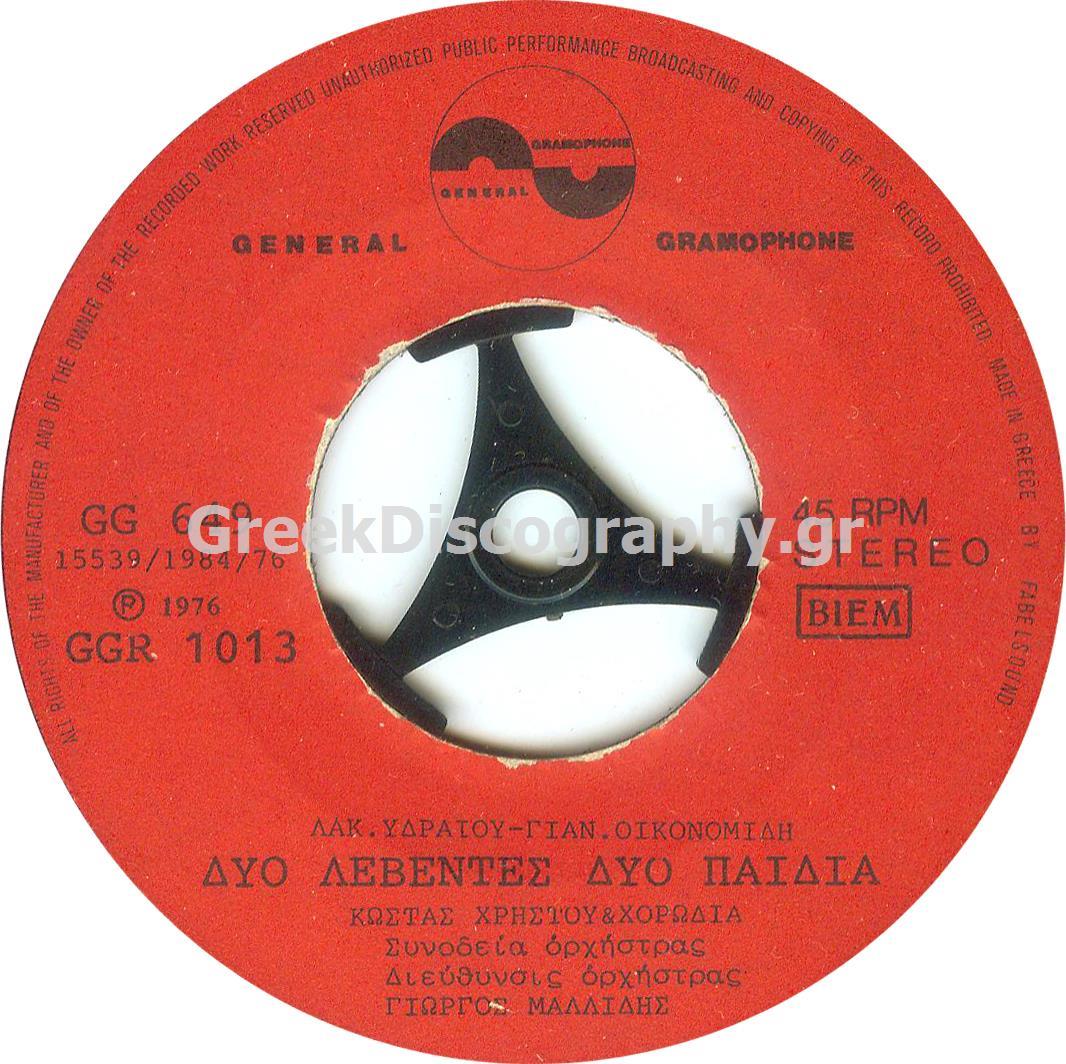 ALL RIGHTS OF THE MANUFACTURER AND OF THE OWNER OF THE RECORDED WORK RESERVED UNAUTHORIZED PUBLIC PERFORMANCE BROADCASTING AND COPYING OF THIS RECORD PROHIBITED. MADE IN GREECE BY FABELSOUND
GRAMOPHONE
GENERAL
GENERAL GRAMOPHONE
GG 649
15539/1984/76
Ⓟ 1976
GGR 1013
45 RPM
STEREO
BIEM
GreekDiscography.gr
ΛΑΚ.ΥΔΡΑΤΟΥ-ΓΙΑΝ.ΟΙΚΟΝΟΜΙΔΗ
ΔΥΟ ΛΕΒΕΝΤΕΣ ΔΥΟ ΠΑΙΔΙΑ
ΚΩΣΤΑΣ ΧΡΗΣΤΟΥ&ΧΟΡΩΔΙΑ
Συνοδεία ὀρχήστρας
Διεύθυνσις ὀρχήστρας
ΓΙΩΡΓΟΣ ΜΑΛΛΙΔΗΣ